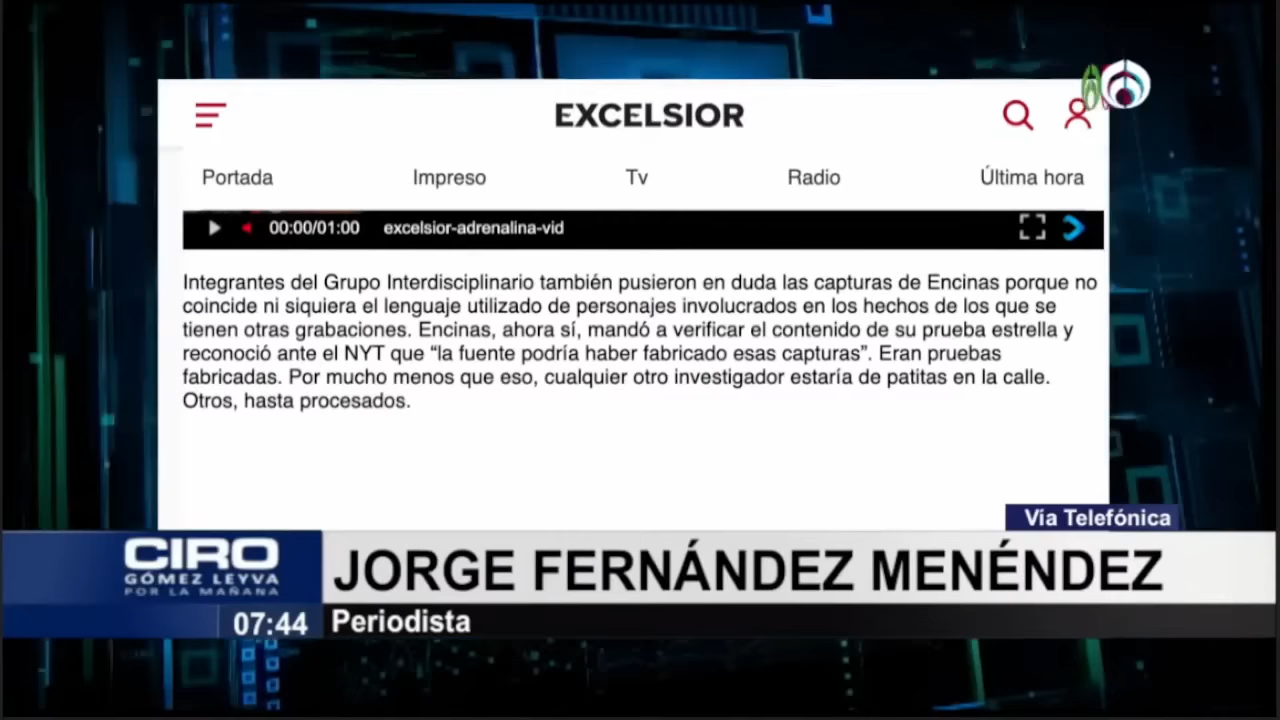 EXCELSIOR
Portada Impreso Tv Radio Última hora
00:00/01:00 excelsior-adrenalina-vid
Integrantes del Grupo Interdisciplinario también pusieron en duda las capturas de Encinas porque no
coincide ni siquiera el lenguaje utilizado de personajes involucrados en los hechos de los que se
tienen otras grabaciones. Encinas, ahora sí, mandó a verificar el contenido de su prueba estrella y
reconoció ante el NYT que “la fuente podría haber fabricado esas capturas”. Eran pruebas
fabricadas. Por mucho menos que eso, cualquier otro investigador estaría de patitas en la calle.
Otros, hasta procesados.
Vía Telefónica
CIRO
GÓMEZ LEYVA
POR LA MAÑANA
JORGE FERNÁNDEZ MENÉNDEZ
07:44
Periodista